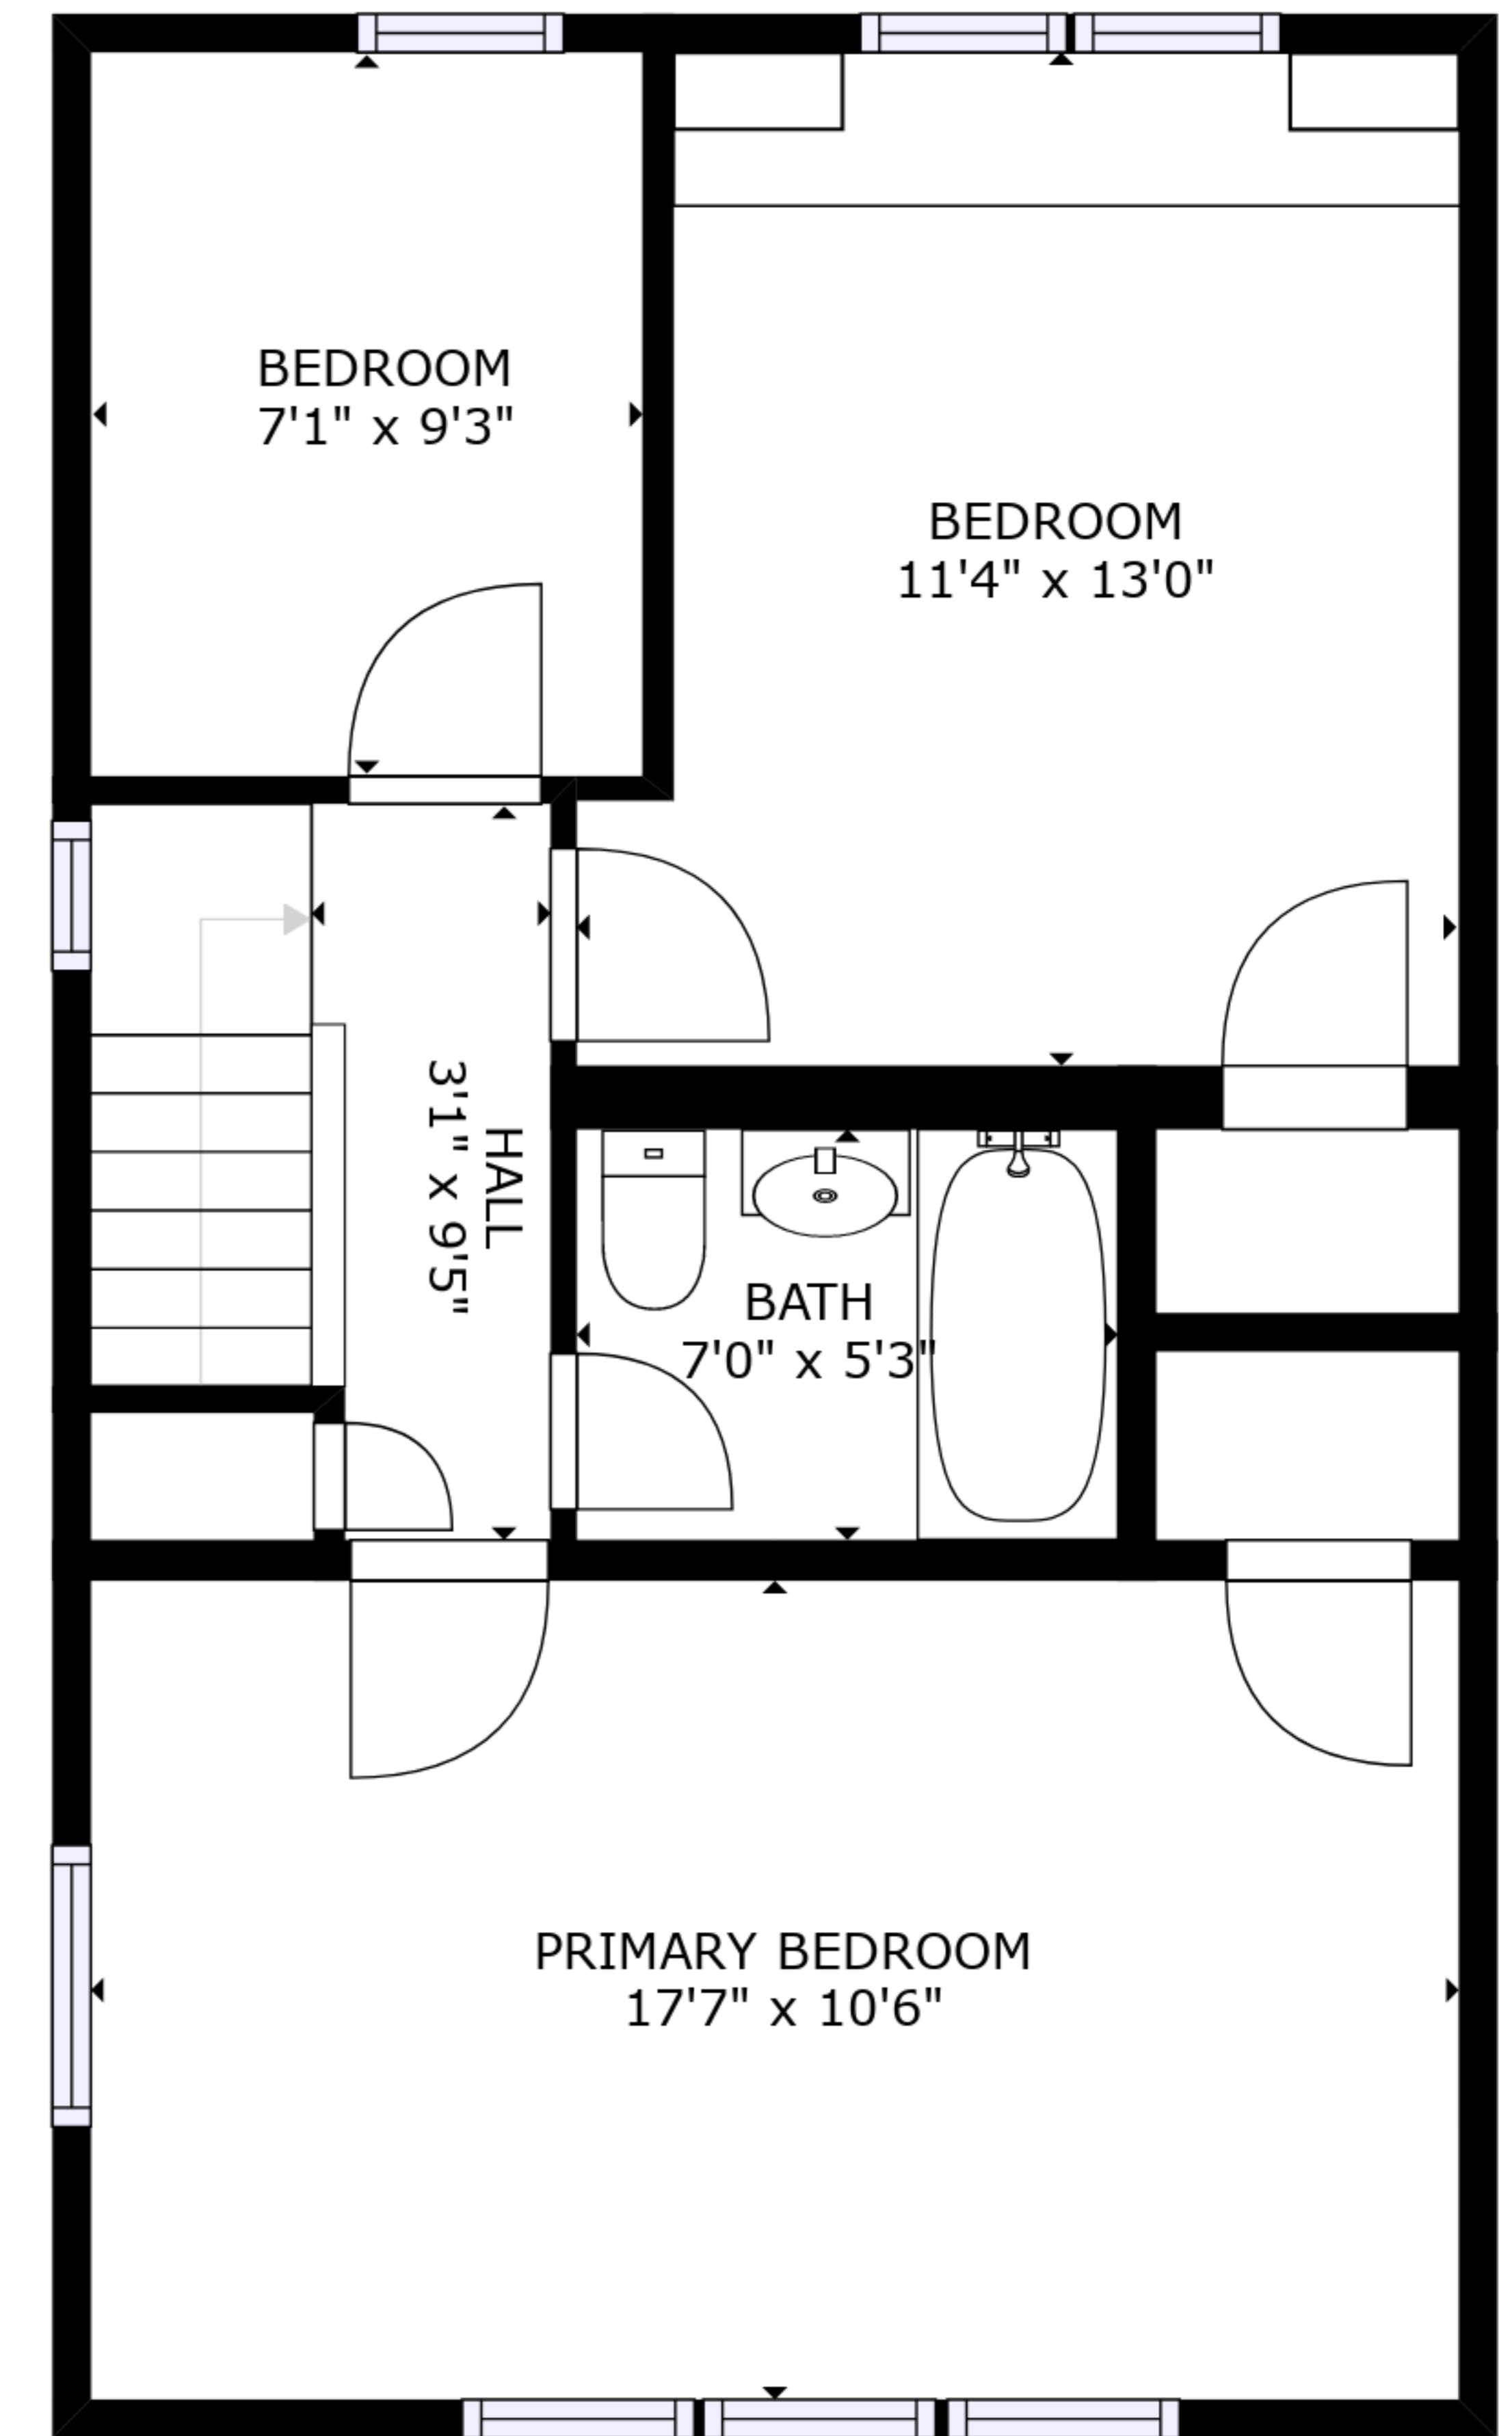 BEDROOM
7'1" x 9'3"
BEDROOM
11'4" x 13'0"
HALL
3'1" x 9'5"
BATH
7'0" x 5'3"
PRIMARY BEDROOM
17'7" x 10'6"